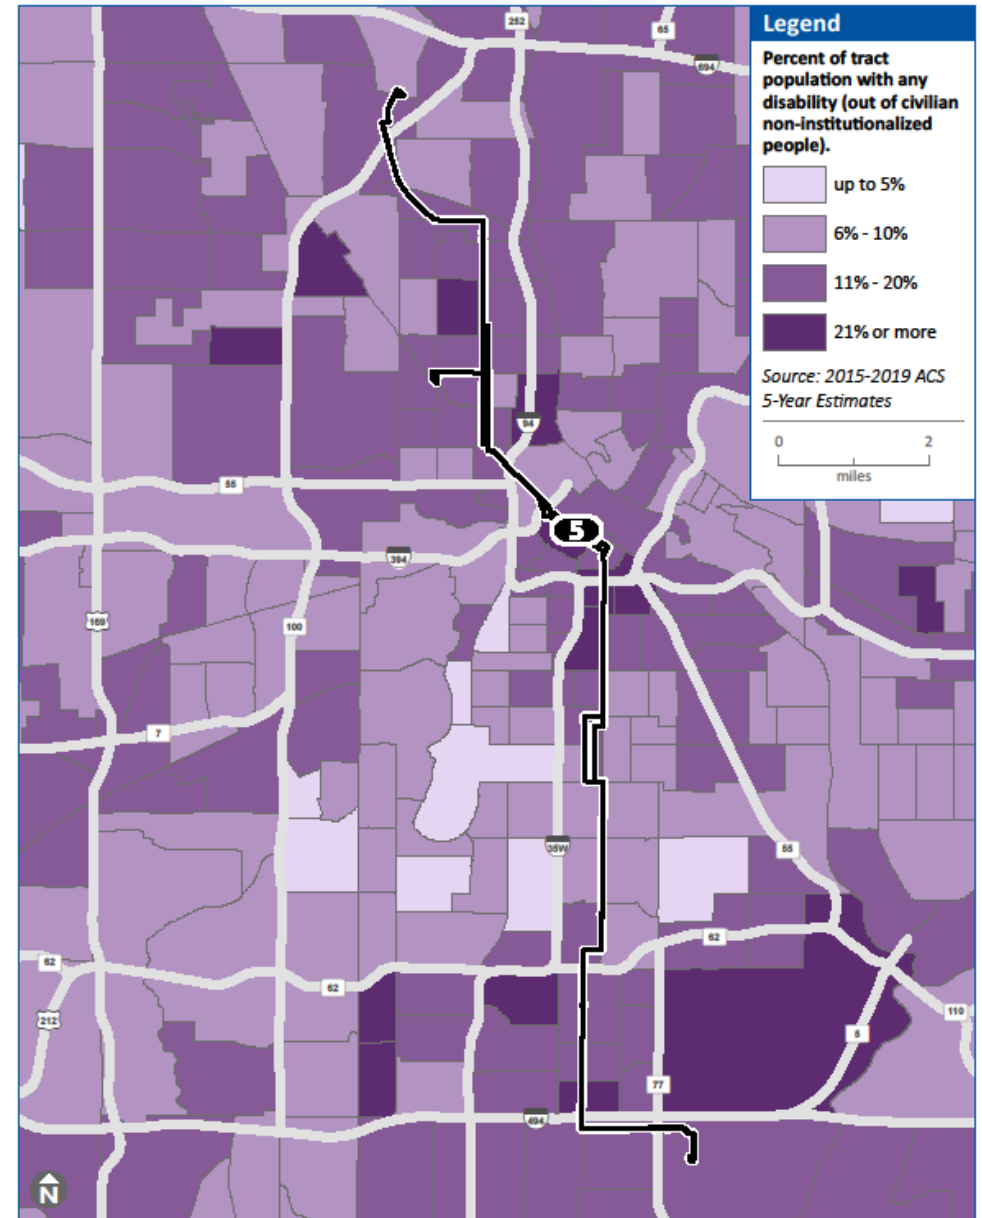 Legend
Percent of tract
population with any
disability (out of civilian
non-institutionalized
people).
up to 5%
6% - 10%
11% - 20%
21% or more
Source: 2015-2019 ACS
5-Year Estimates
0 2
miles
252
65
694
94
55
394
5
169
100
7
35W
55
62
62
62
212
110
5
77
494
N